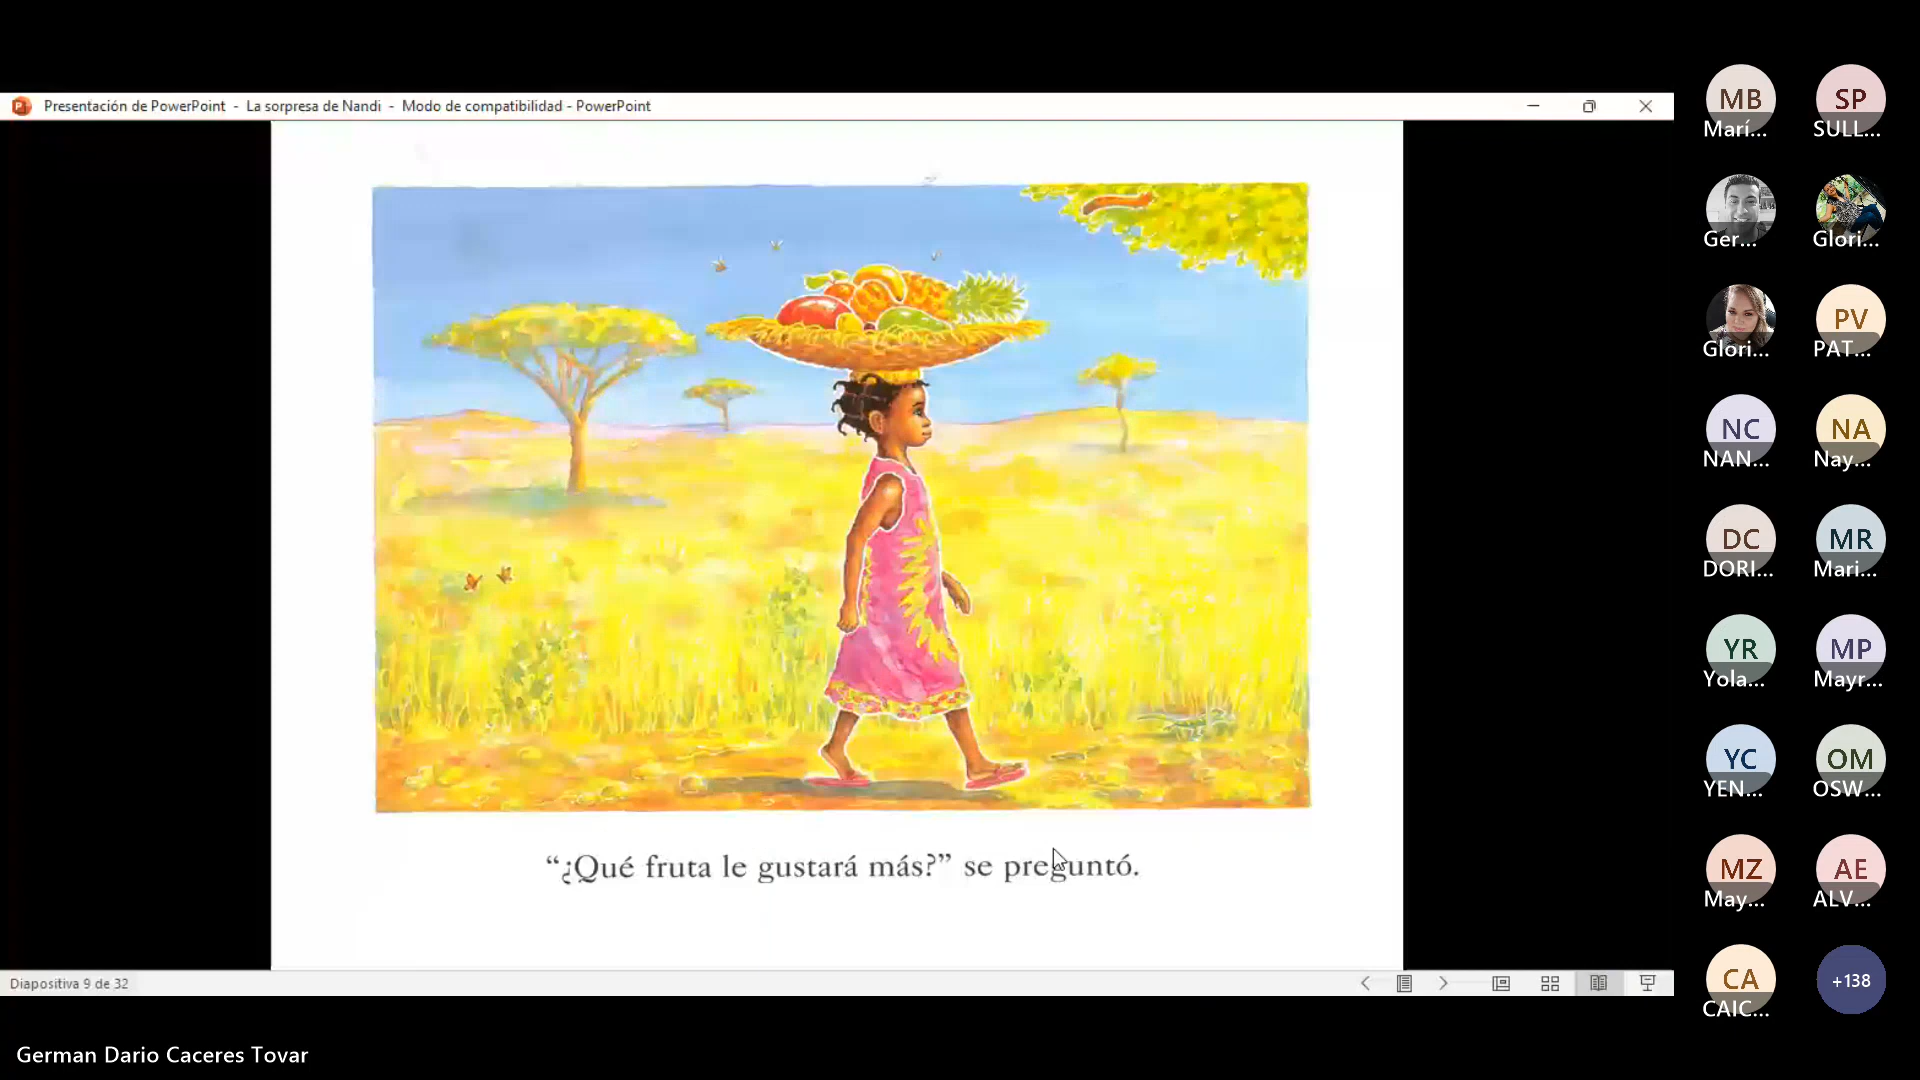 Presentación de PowerPoint - La sorpresa de Nandi - Modo de compatibilidad - PowerPoint
“¿Qué fruta le gustará más?” se preguntó.
Diapositiva 9 de 32
German Dario Caceres Tovar
MB SP
Marí... SULL...
Ger... Glori...
PV
Glori... PAT...
NC NA
NAN... Nay...
DC MR
DORI... Mari...
YR MP
Yola... Mayr...
YC OM
YEN... OSW...
MZ AE
May... ALV...
CA +138
CAIC...